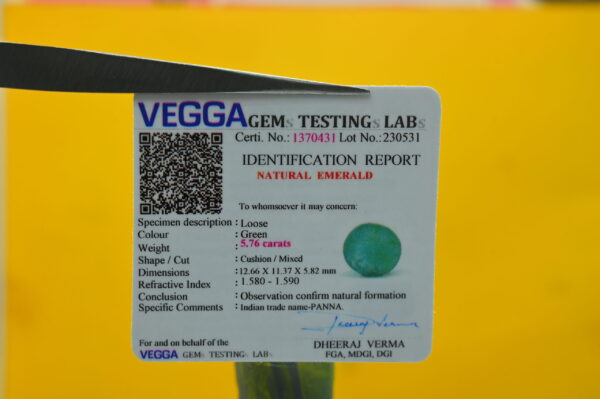 VEGGA GEMs TESTINGs LABs
Certi. No.: 1370431 Lot No.:230531
IDENTIFICATION REPORT
NATURAL EMERALD
To whomsoever it may concern:
Specimen description : Loose
Colour : Green
Weight : 5.76 carats
Shape / Cut : Cushion / Mixed
Dimensions : 12.66 X 11.37 X 5.82 mm
Refractive Index : 1.580 - 1.590
Conclusion : Observation confirm natural formation
Specific Comments : Indian trade name-PANNA.
Dheeraj Verma
For and on behalf of the
VEGGA GEMs TESTINGs LABs
DHEERAJ VERMA
FGA, MDGI, DGI